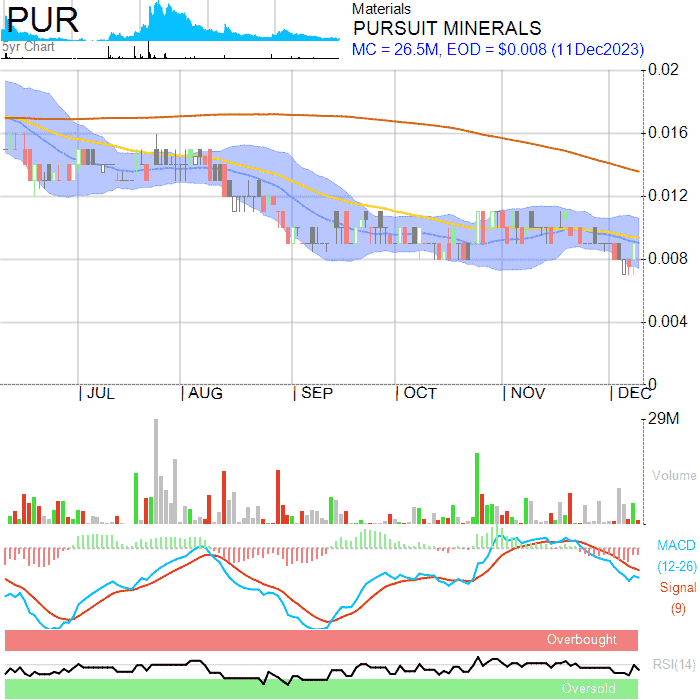 PUR
5yr Chart
Materials
PURSUIT MINERALS
MC = 26.5M, EOD = $0.008 (11Dec2023)
0.02
0.016
0.012
0.008
0.004
0
JUL
AUG
SEP
OCT
NOV
DEC
29M
Volume
MACD
(12-26)
Signal
(9)
Overbought
RSI(14)
Oversold